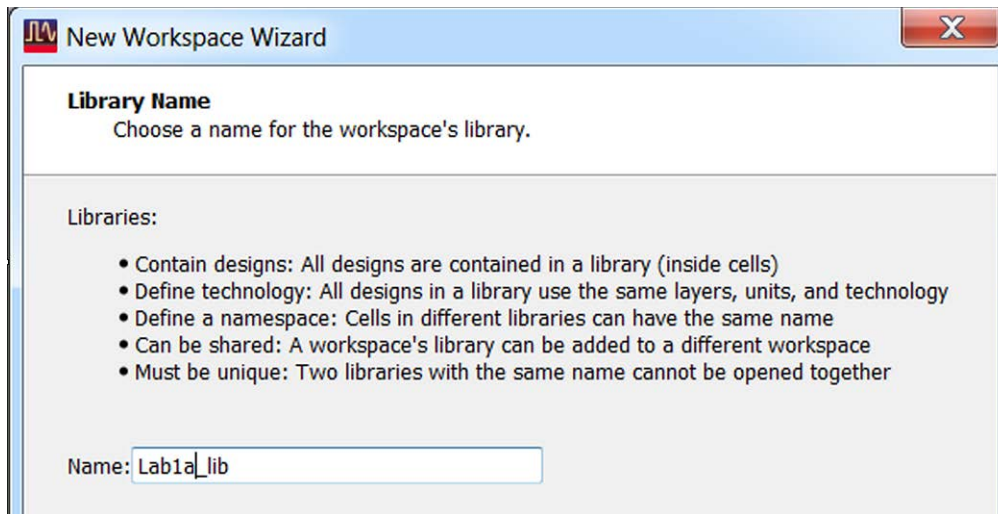 New Workspace Wizard
Library Name
Choose a name for the workspace's library.
Libraries:
• Contain designs: All designs are contained in a library (inside cells)
• Define technology: All designs in a library use the same layers, units, and technology
• Define a namespace: Cells in different libraries can have the same name
• Can be shared: A workspace's library can be added to a different workspace
• Must be unique: Two libraries with the same name cannot be opened together
Name: Lab1a_lib